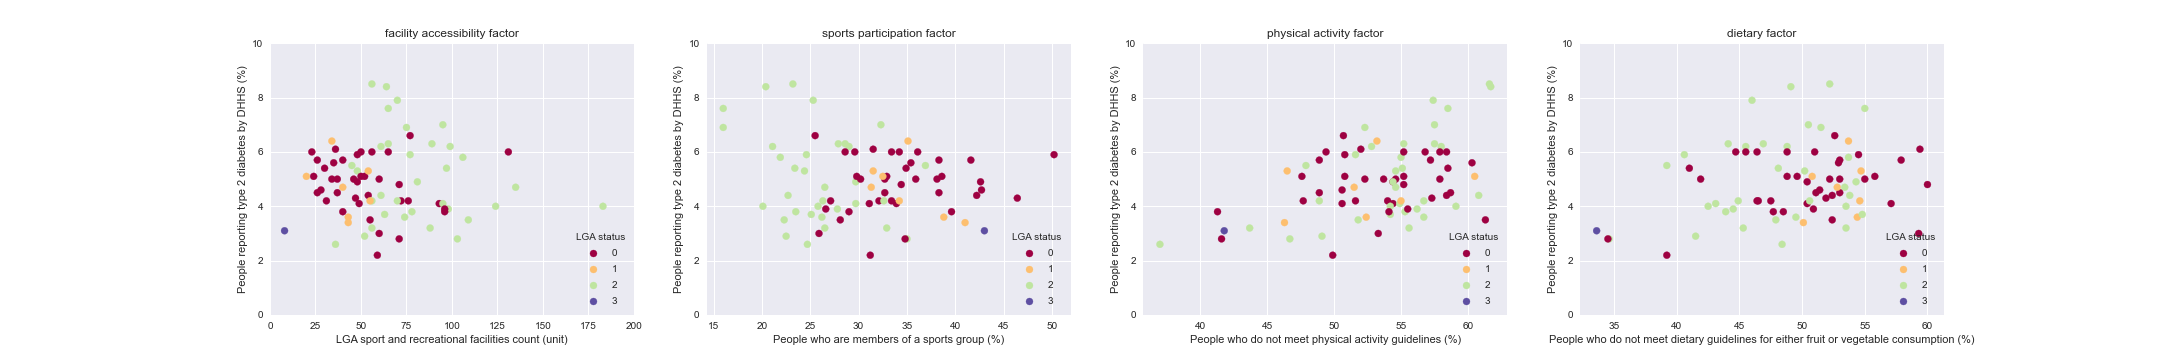 facility accessibility factor
10
8
6
4
2
0
People reporting type 2 diabetes by DHHS (%)
LGA status
0
1
2
3
0 25 50 75 100 125 150 175 200
LGA sport and recreational facilities count (unit)
sports participation factor
10
8
6
4
2
0
People reporting type 2 diabetes by DHHS (%)
LGA status
0
1
2
3
15 20 25 30 35 40 45 50
People who are members of a sports group (%)
physical activity factor
10
8
6
4
2
0
People reporting type 2 diabetes by DHHS (%)
LGA status
0
1
2
3
40 45 50 55 60
People who do not meet physical activity guidelines (%)
dietary factor
10
8
6
4
2
0
People reporting type 2 diabetes by DHHS (%)
LGA status
0
1
2
3
35 40 45 50 55 60
People who do not meet dietary guidelines for either fruit or vegetable consumption (%)